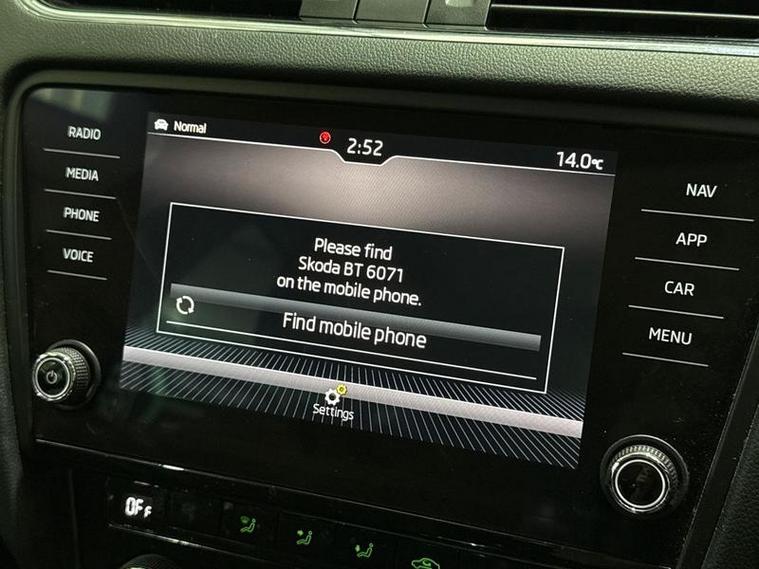 Normal
2:52
14.0℃
RADIO
MEDIA
PHONE
VOICE
Please find
Skoda BT 6071
on the mobile phone.
Find mobile phone
Settings
NAV
APP
CAR
MENU
OFF